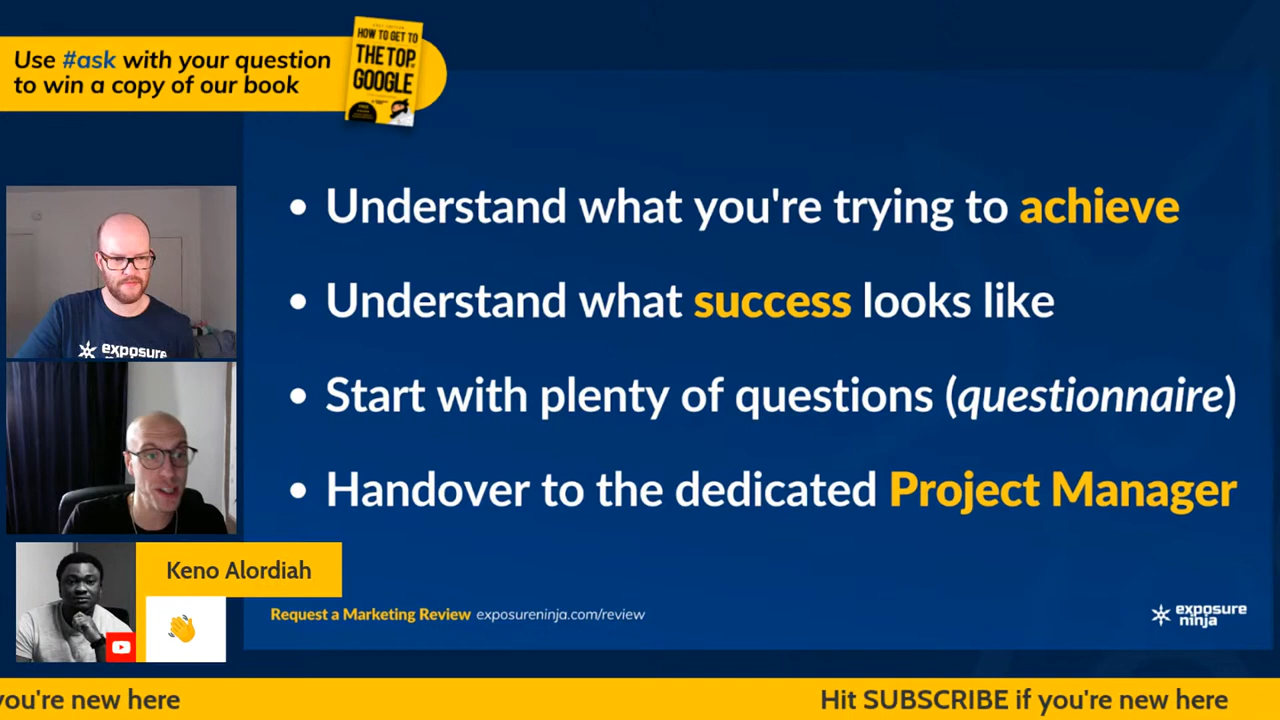 Use #ask with your question
to win a copy of our book
HOW TO GET TO
THE TOP
GOOGLE
• Understand what you're trying to achieve
• Understand what success looks like
• Start with plenty of questions (questionnaire)
• Handover to the dedicated Project Manager
exposure
Keno Alordiah
Request a Marketing Review exposureninja.com/review
exposure
ninja
you're new here
Hit SUBSCRIBE if you're new here